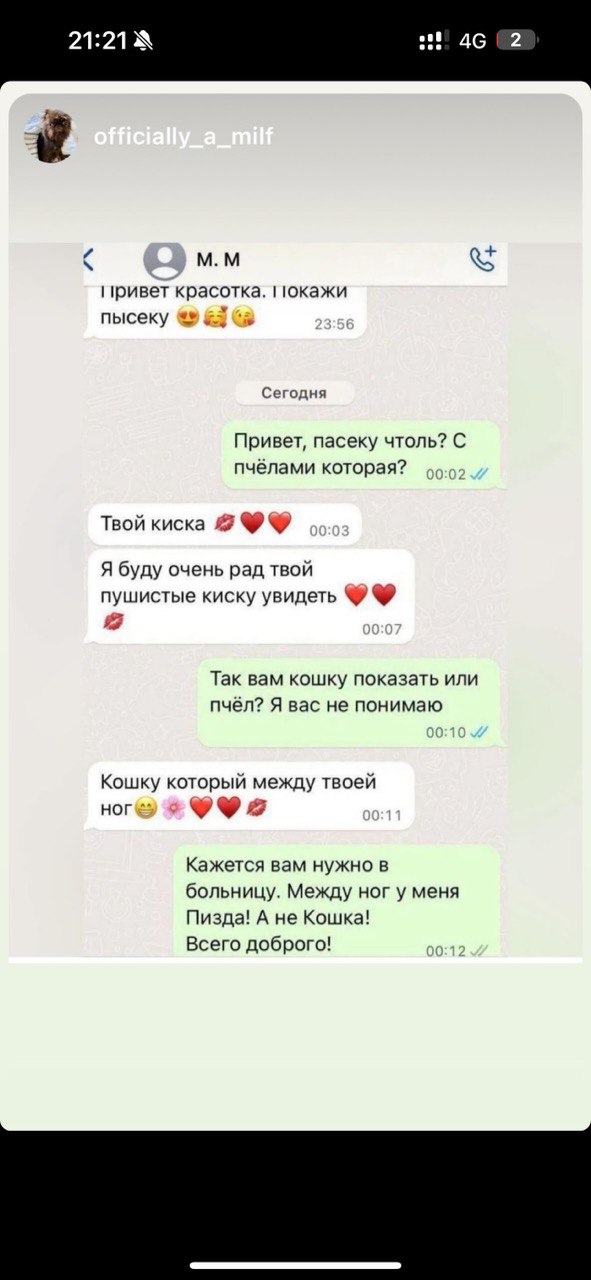 21:21
4G
2
officially_a_milf
M. M
Привет красотка. Покажи
пысеку 😍🥰😘
23:56
Сегодня
Привет, пасеку чтоль? С
пчёлами которая?
00:02
Твой киска 💋♥️❤️
00:03
Я буду очень рад твой
пушистые киску увидеть ❤️♥️
💋
00:07
Так вам кошку показать или
пчёл? Я вас не понимаю
00:10
Кошку который между твоей
ног😁🌸❤️♥️💋
00:11
Кажется вам нужно в
больницу. Между ног у меня
Пизда! А не Кошка!
Всего доброго!
00:12